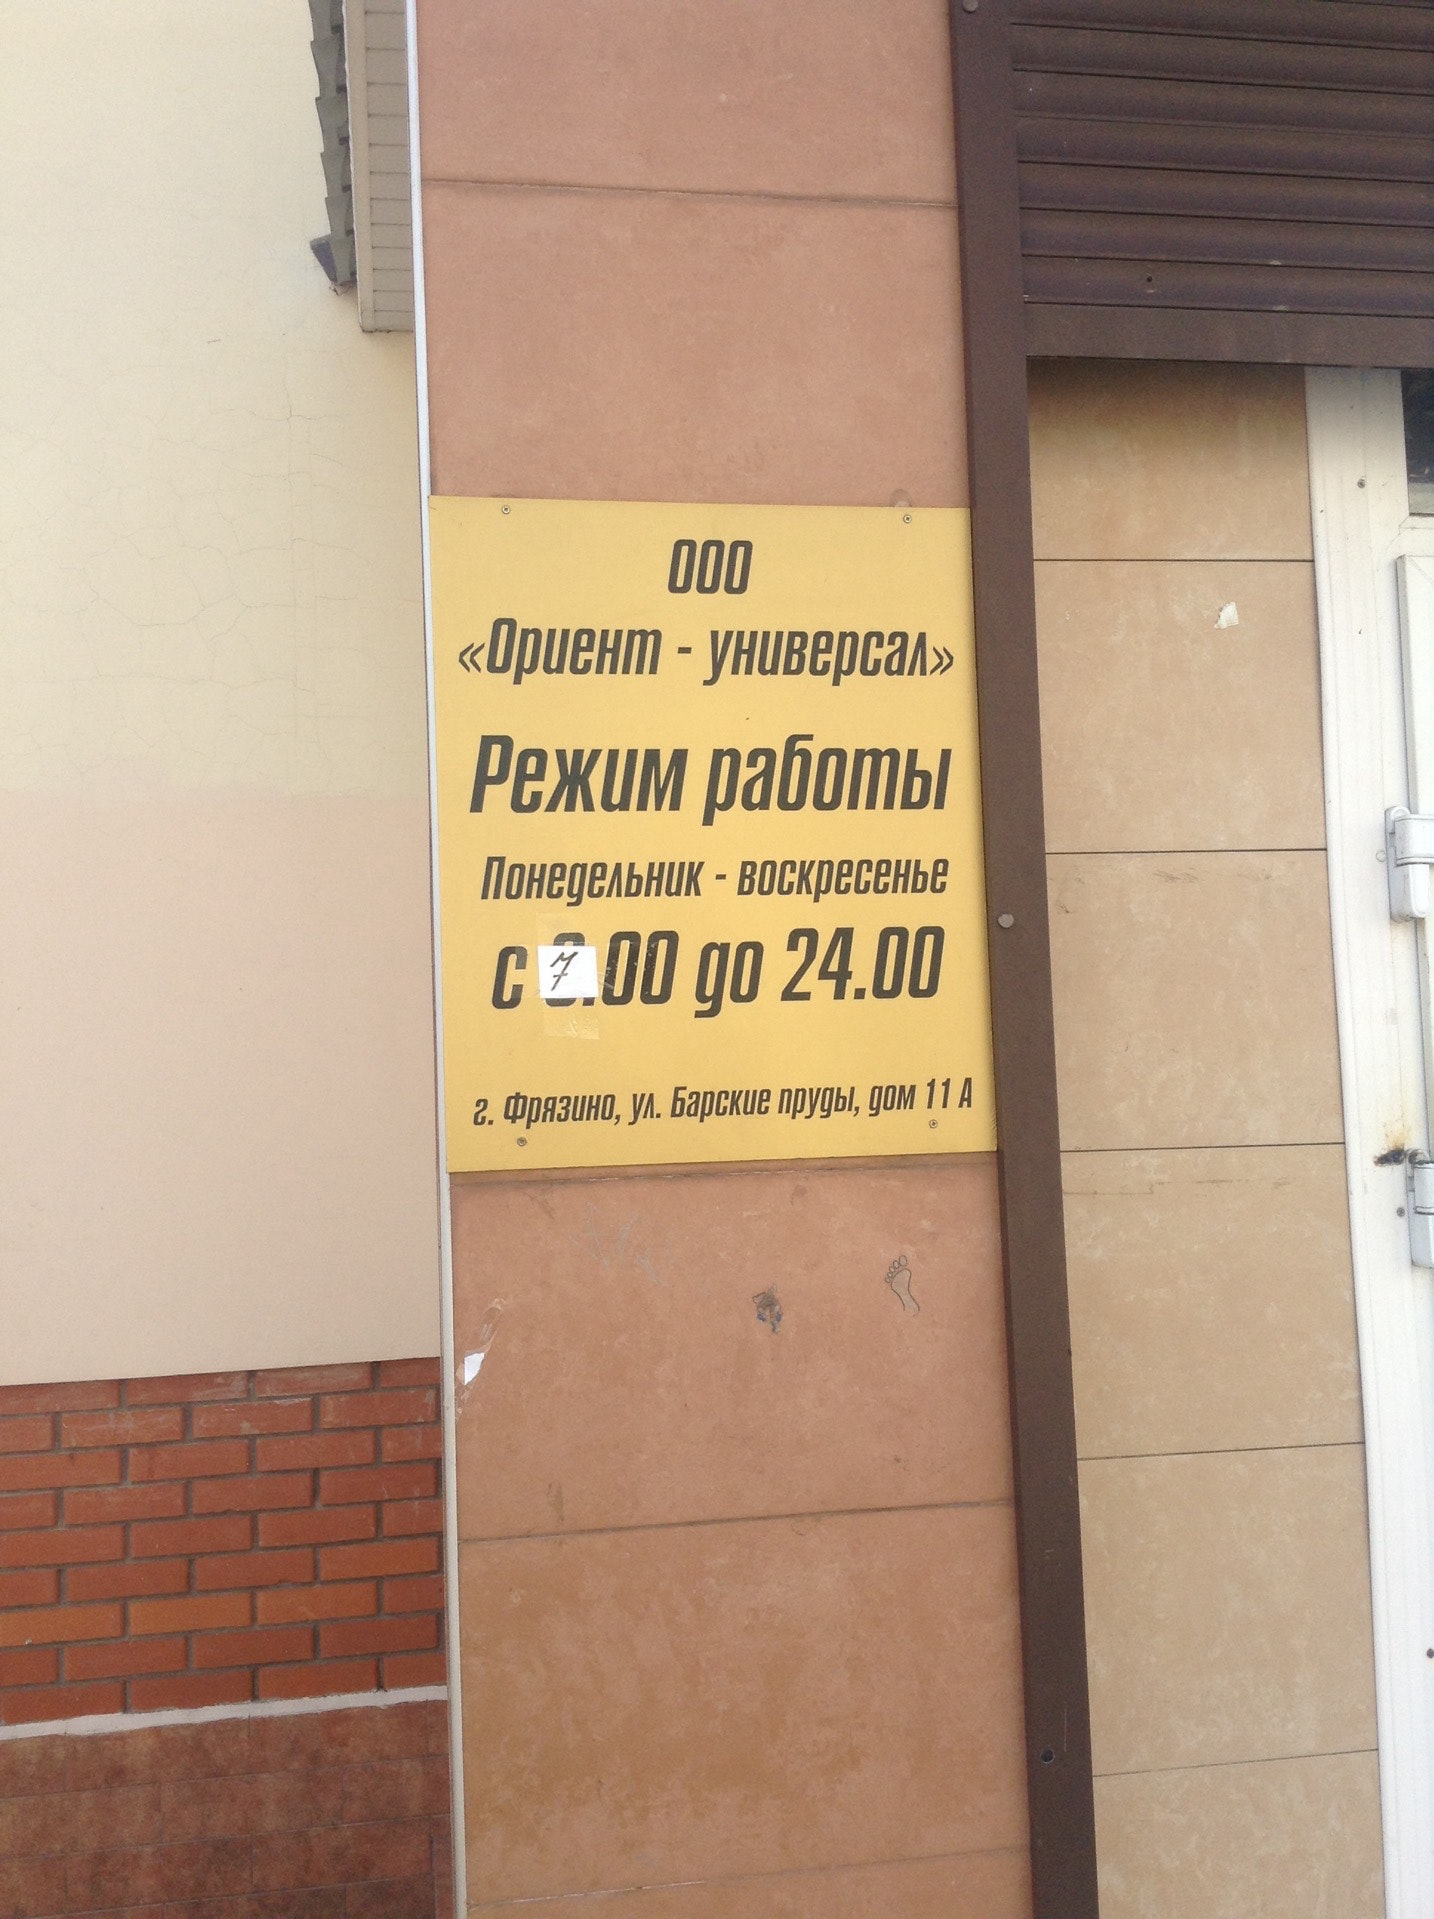 ООО
«Ориент - универсал»
Режим работы
Понедельник - воскресенье
с 7.00 до 24.00
г. Фрязино, ул. Барские пруды, дом 11 А